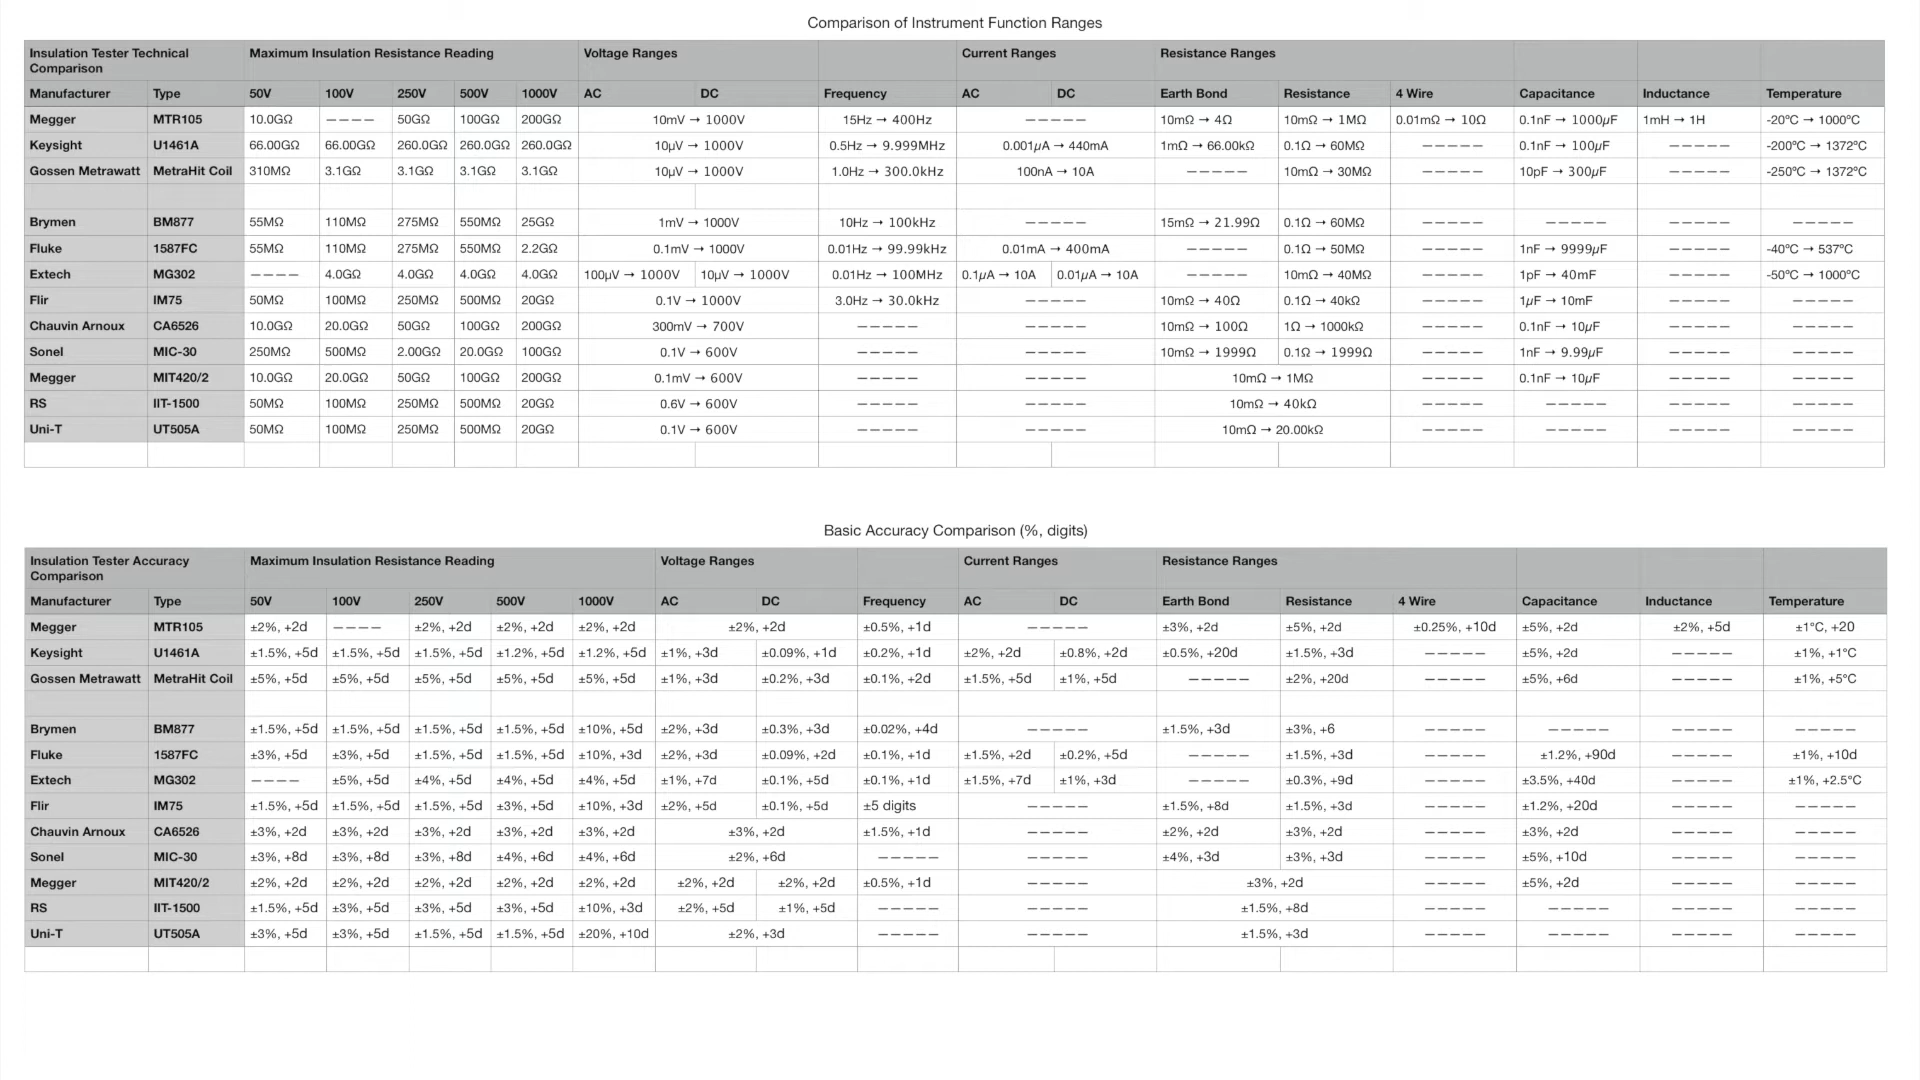 Comparison of Instrument Function Ranges
Insulation Tester Technical Comparison Maximum Insulation Resistance Reading Voltage Ranges Current Ranges Resistance Ranges
Manufacturer Type 50V 100V 250V 500V 1000V AC DC Frequency AC DC Earth Bond Resistance 4 Wire Capacitance Inductance Temperature
Megger MTR105 10.0GΩ ---- 50GΩ 100GΩ 200GΩ 10mV → 1000V 15Hz → 400Hz ----- 10mΩ → 4Ω 10mΩ → 1MΩ 0.01mΩ → 10Ω 0.1nF → 1000µF 1mH → 1H -20°C → 1000°C
Keysight U1461A 66.00GΩ 66.00GΩ 260.0GΩ 260.0GΩ 260.0GΩ 10µV → 1000V 0.5Hz → 9.999MHz 0.001µA → 440mA 1mΩ → 66.00kΩ 0.1Ω → 60MΩ ----- 0.1nF → 100µF ----- -200°C → 1372°C
Gossen Metrawatt MetraHit Coil 310MΩ 3.1GΩ 3.1GΩ 3.1GΩ 3.1GΩ 10µV → 1000V 1.0Hz → 300.0kHz 100nA → 10A ----- 10mΩ → 30MΩ ----- 10pF → 300µF ----- -250°C → 1372°C
Brymen BM877 55MΩ 110MΩ 275MΩ 550MΩ 25GΩ 1mV → 1000V 10Hz → 100kHz ----- 15mΩ → 21.99Ω 0.1Ω → 60MΩ ----- ----- ----- -----
Fluke 1587FC 55MΩ 110MΩ 275MΩ 550MΩ 2.2GΩ 0.1mV → 1000V 0.01Hz → 99.99kHz 0.01mA → 400mA ----- 0.1Ω → 50MΩ ----- 1nF → 9999µF ----- -40°C → 537°C
Extech MG302 ---- 4.0GΩ 4.0GΩ 4.0GΩ 4.0GΩ 100µV → 1000V 10µV → 1000V 0.01Hz → 100MHz 0.1µA → 10A 0.01µA → 10A ----- 10mΩ → 40MΩ ----- 1pF → 40mF ----- -50°C → 1000°C
Flir IM75 50MΩ 100MΩ 250MΩ 500MΩ 20GΩ 0.1V → 1000V 3.0Hz → 30.0kHz ----- 10mΩ → 40Ω 0.1Ω → 40kΩ ----- 1µF → 10mF ----- -----
Chauvin Arnoux CA6526 10.0GΩ 20.0GΩ 50GΩ 100GΩ 200GΩ 300mV → 700V ----- ----- 10mΩ → 100Ω 1Ω → 1000kΩ ----- 0.1nF → 10µF ----- -----
Sonel MIC-30 250MΩ 500MΩ 2.00GΩ 20.0GΩ 100GΩ 0.1V → 600V ----- ----- 10mΩ → 1999Ω 0.1Ω → 1999Ω ----- 1nF → 9.99µF ----- -----
Megger MIT420/2 10.0GΩ 20.0GΩ 50GΩ 100GΩ 200GΩ 0.1mV → 600V ----- ----- 10mΩ → 1MΩ ----- 0.1nF → 10µF ----- -----
RS IIT-1500 50MΩ 100MΩ 250MΩ 500MΩ 20GΩ 0.6V → 600V ----- ----- 10mΩ → 40kΩ ----- ----- ----- -----
Uni-T UT505A 50MΩ 100MΩ 250MΩ 500MΩ 20GΩ 0.1V → 600V ----- ----- 10mΩ → 20.00kΩ ----- ----- ----- -----
Basic Accuracy Comparison (%, digits)
Insulation Tester Accuracy Comparison Maximum Insulation Resistance Reading Voltage Ranges Current Ranges Resistance Ranges
Manufacturer Type 50V 100V 250V 500V 1000V AC DC Frequency AC DC Earth Bond Resistance 4 Wire Capacitance Inductance Temperature
Megger MTR105 ±2%, +2d ---- ±2%, +2d ±2%, +2d ±2%, +2d ±2%, +2d ±0.5%, +1d ----- ±3%, +2d ±5%, +2d ±0.25%, +10d ±5%, +2d ±2%, +5d ±1°C, +20
Keysight U1461A ±1.5%, +5d ±1.5%, +5d ±1.5%, +5d ±1.2%, +5d ±1.2%, +5d ±1%, +3d ±0.09%, +1d ±0.2%, +1d ±2%, +2d ±0.8%, +2d ±0.5%, +20d ±1.5%, +3d ----- ±5%, +2d ----- ±1%, +1°C
Gossen Metrawatt MetraHit Coil ±5%, +5d ±5%, +5d ±5%, +5d ±5%, +5d ±5%, +5d ±1%, +3d ±0.2%, +3d ±0.1%, +2d ±1.5%, +5d ±1%, +5d ----- ±2%, +20d ----- ±5%, +6d ----- ±1%, +5°C
Brymen BM877 ±1.5%, +5d ±1.5%, +5d ±1.5%, +5d ±1.5%, +5d ±10%, +5d ±2%, +3d ±0.3%, +3d ±0.02%, +4d ----- ±1.5%, +3d ±3%, +6 ----- ----- ----- -----
Fluke 1587FC ±3%, +5d ±3%, +5d ±1.5%, +5d ±1.5%, +5d ±10%, +3d ±2%, +3d ±0.09%, +2d ±0.1%, +1d ±1.5%, +2d ±0.2%, +5d ----- ±1.5%, +3d ----- ±1.2%, +90d ----- ±1%, +10d
Extech MG302 ---- ±5%, +5d ±4%, +5d ±4%, +5d ±4%, +5d ±1%, +7d ±0.1%, +5d ±0.1%, +1d ±1.5%, +7d ±1%, +3d ----- ±0.3%, +9d ----- ±3.5%, +40d ----- ±1%, +2.5°C
Flir IM75 ±1.5%, +5d ±1.5%, +5d ±1.5%, +5d ±3%, +5d ±10%, +3d ±2%, +5d ±0.1%, +5d ±5 digits ----- ±1.5%, +8d ±1.5%, +3d ----- ±1.2%, +20d ----- -----
Chauvin Arnoux CA6526 ±3%, +2d ±3%, +2d ±3%, +2d ±3%, +2d ±3%, +2d ±3%, +2d ±1.5%, +1d ----- ±2%, +2d ±3%, +2d ----- ±3%, +2d ----- -----
Sonel MIC-30 ±3%, +8d ±3%, +8d ±3%, +8d ±4%, +6d ±4%, +6d ±2%, +6d ----- ----- ±4%, +3d ±3%, +3d ----- ±5%, +10d ----- -----
Megger MIT420/2 ±2%, +2d ±2%, +2d ±2%, +2d ±2%, +2d ±2%, +2d ±2%, +2d ±2%, +2d ±0.5%, +1d ----- ±3%, +2d ----- ±5%, +2d ----- -----
RS IIT-1500 ±1.5%, +5d ±3%, +5d ±3%, +5d ±3%, +5d ±10%, +3d ±2%, +5d ±1%, +5d ----- ----- ±1.5%, +8d ----- ----- ----- -----
Uni-T UT505A ±3%, +5d ±3%, +5d ±1.5%, +5d ±1.5%, +5d ±20%, +10d ±2%, +3d ----- ----- ±1.5%, +3d ----- ----- ----- -----